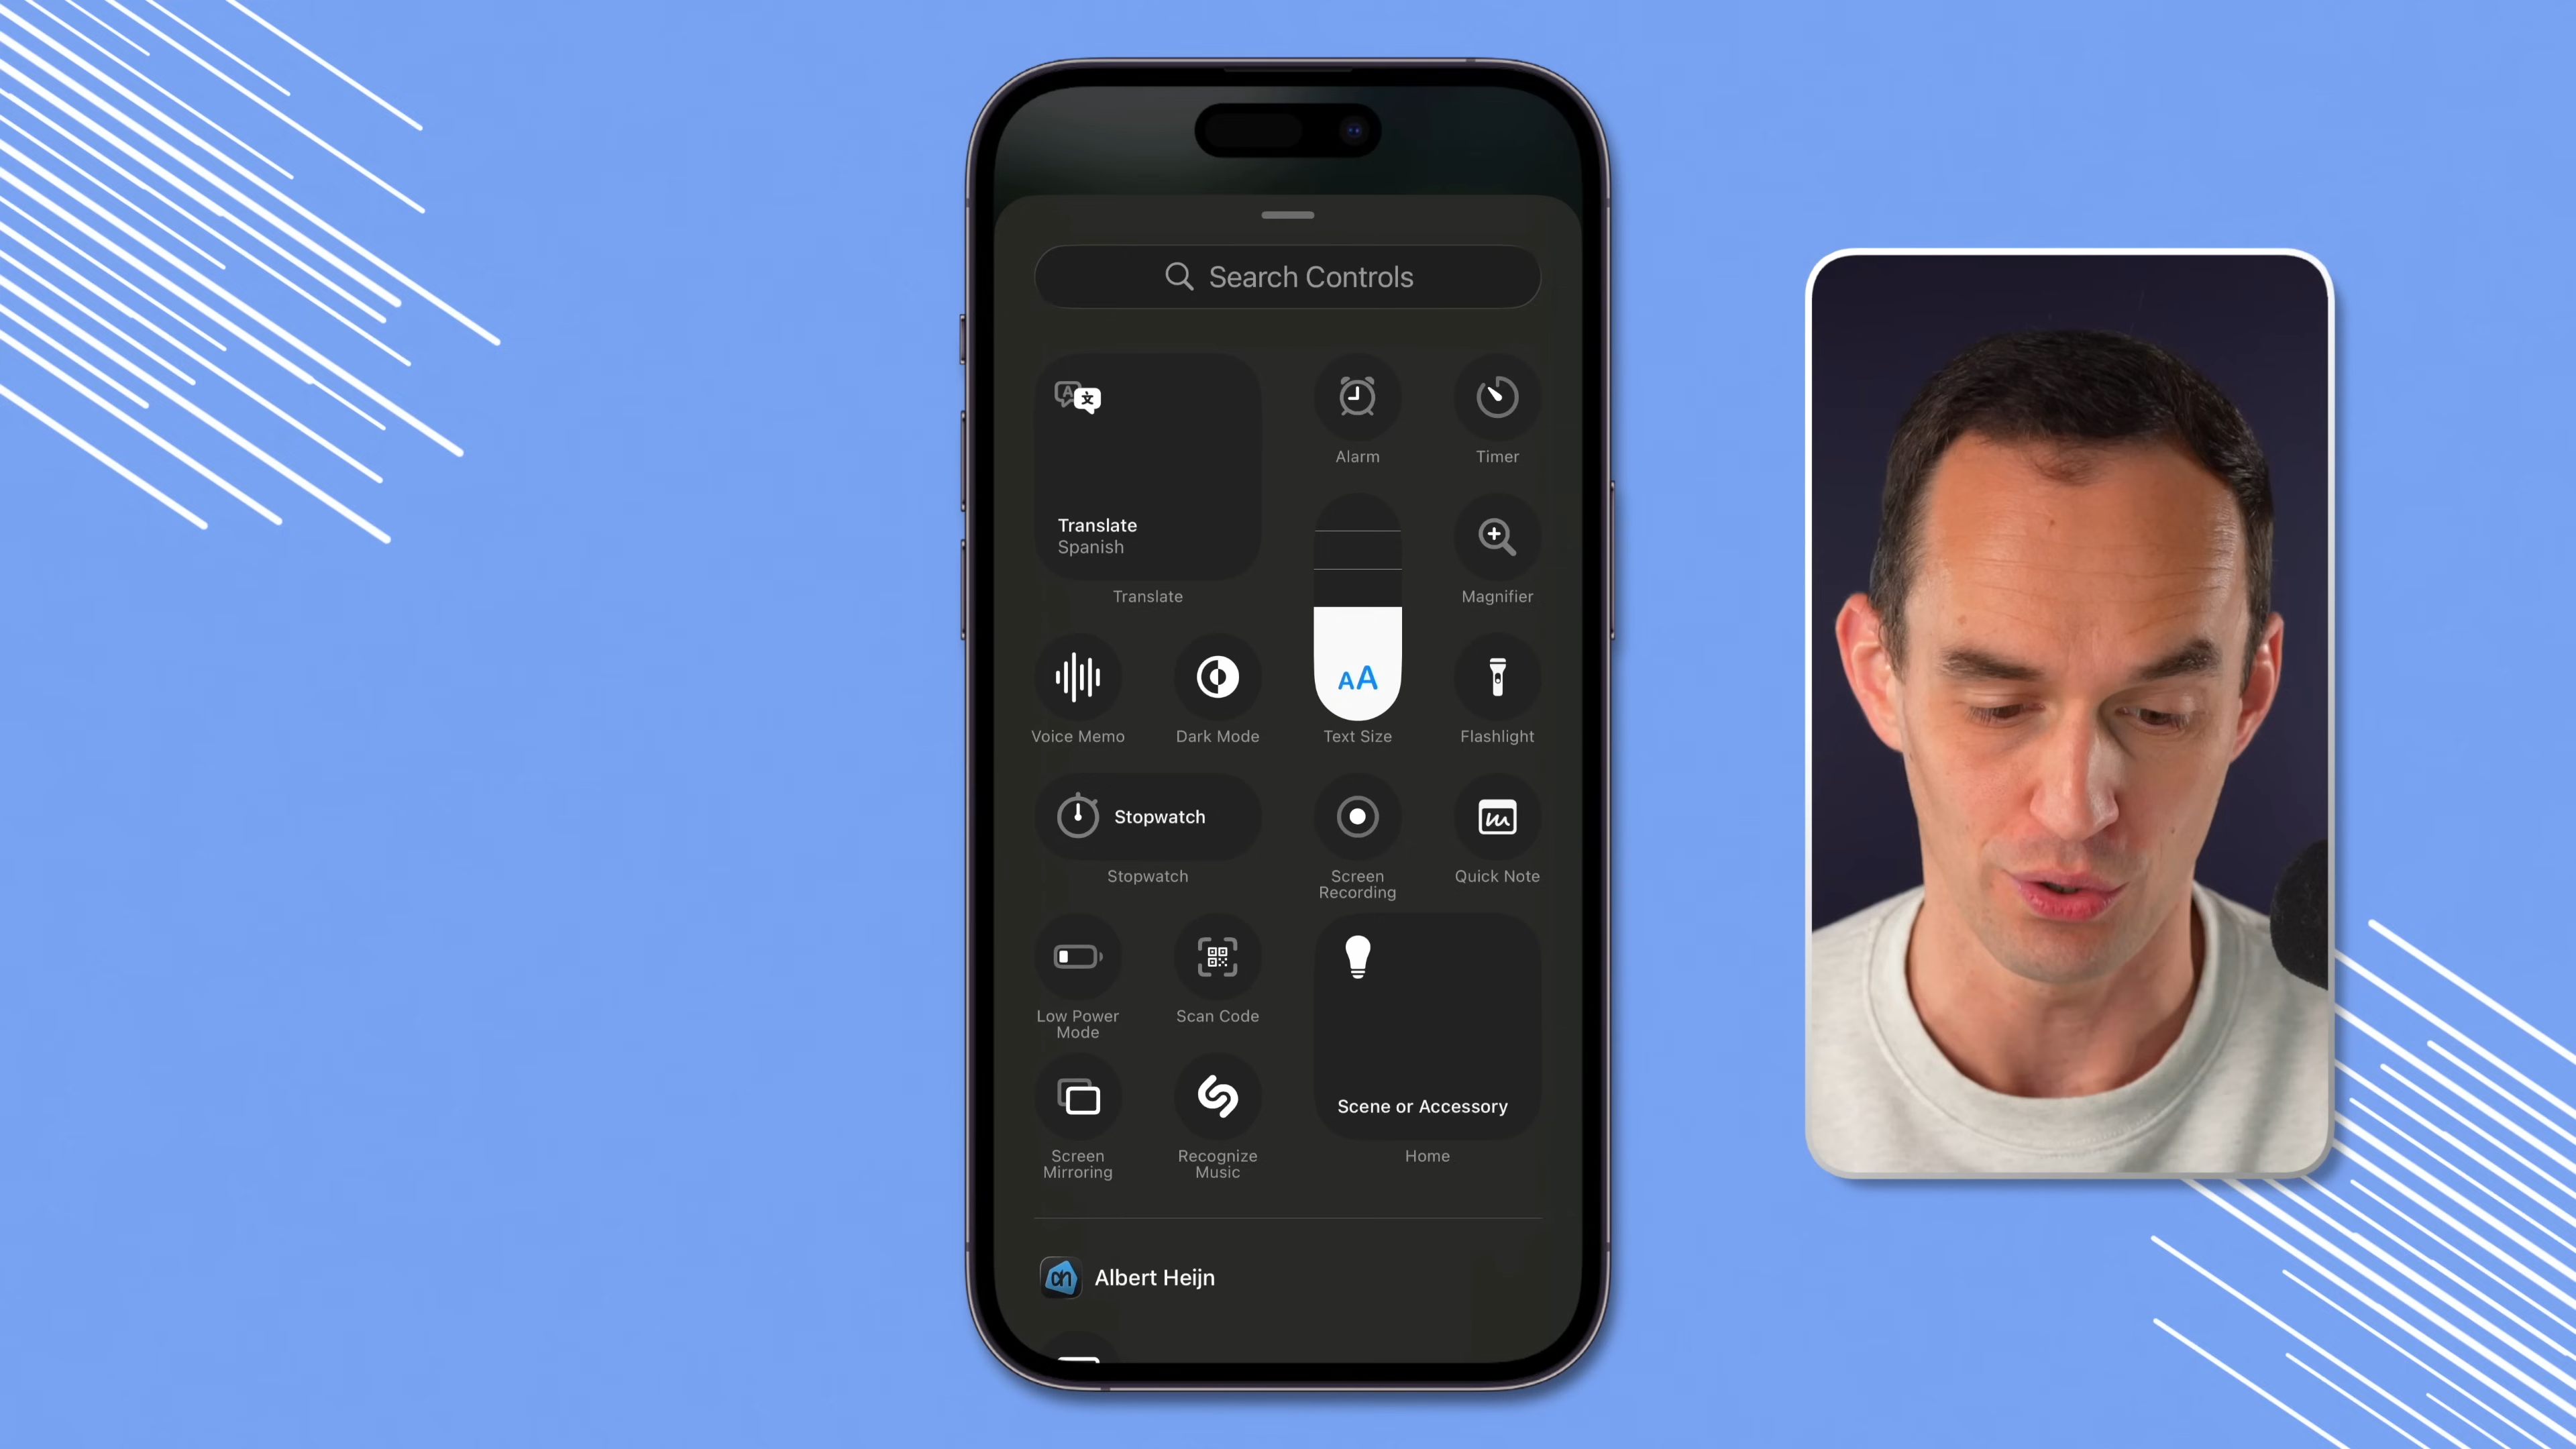 Search Controls
Alarm
Timer
Translate
Spanish
Translate
Magnifier
AA
Voice Memo
Dark Mode
Text Size
Flashlight
Stopwatch
Stopwatch
Screen
Recording
Quick Note
Low Power
Mode
Scan Code
Scene or Accessory
Screen
Mirroring
Recognize
Music
Home
ah
Albert Heijn